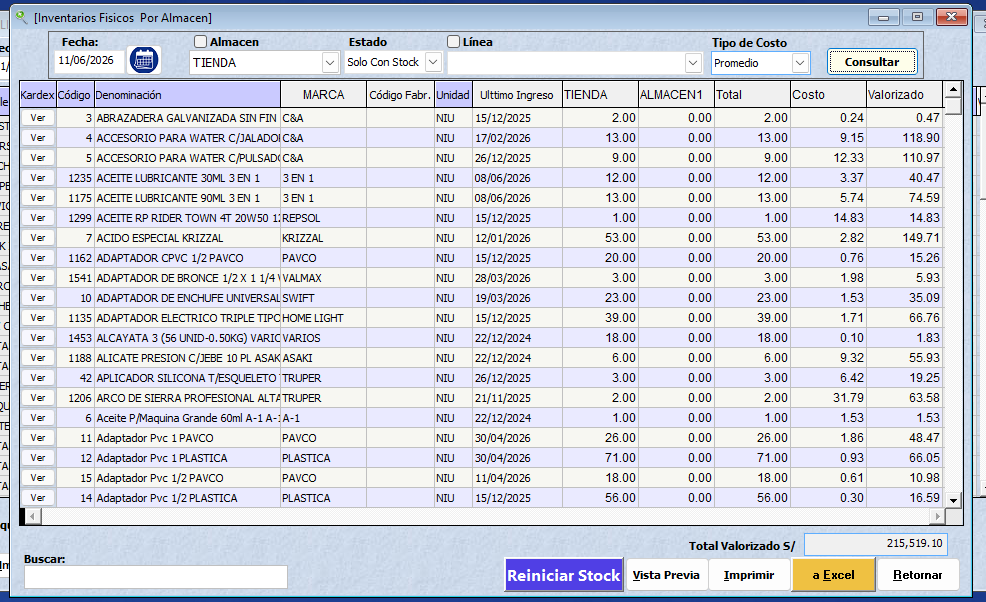 [Inventarios Fisicos Por Almacen]
Fecha: Almacen Estado Línea Tipo de Costo
11/06/2026 TIENDA Solo Con Stock Promedio Consultar
Kardex Código Denominación MARCA Código Fabr. Unidad Ultimo Ingreso TIENDA ALMACEN1 Total Costo Valorizado
Ver 3 ABRAZADERA GALVANIZADA SIN FIN C&A NIU 15/12/2025 2.00 0.00 2.00 0.24 0.47
Ver 4 ACCESORIO PARA WATER C/JALADO C&A NIU 17/02/2026 13.00 0.00 13.00 9.15 118.90
Ver 5 ACCESORIO PARA WATER C/PULSADO C&A NIU 26/12/2025 9.00 0.00 9.00 12.33 110.97
Ver 1235 ACEITE LUBRICANTE 30ML 3 EN 1 3 EN 1 NIU 08/06/2026 12.00 0.00 12.00 3.37 40.47
Ver 1175 ACEITE LUBRICANTE 90ML 3 EN 1 3 EN 1 NIU 08/06/2026 13.00 0.00 13.00 5.74 74.59
Ver 1299 ACEITE RP RIDER TOWN 4T 20W50 12 REPSOL NIU 15/12/2025 1.00 0.00 1.00 14.83 14.83
Ver 7 ACIDO ESPECIAL KRIZZAL KRIZZAL NIU 12/01/2026 53.00 0.00 53.00 2.82 149.71
Ver 1162 ADAPTADOR CPVC 1/2 PAVCO PAVCO NIU 15/12/2025 20.00 0.00 20.00 0.76 15.26
Ver 1541 ADAPTADOR DE BRONCE 1/2 X 1 1/4 VALMAX NIU 28/03/2026 3.00 0.00 3.00 1.98 5.93
Ver 10 ADAPTADOR DE ENCHUFE UNIVERSAL SWIFT NIU 19/03/2026 23.00 0.00 23.00 1.53 35.09
Ver 1135 ADAPTADOR ELECTRICO TRIPLE TIPO HOME LIGHT NIU 15/12/2025 39.00 0.00 39.00 1.71 66.76
Ver 1453 ALCAYATA 3 (56 UNID-0.50KG) VARIO VARIOS NIU 22/12/2024 18.00 0.00 18.00 0.10 1.83
Ver 1188 ALICATE PRESION C/JEBE 10 PL ASAK ASAKI NIU 22/12/2024 6.00 0.00 6.00 9.32 55.93
Ver 42 APLICADOR SILICONA T/ESQUELETO TRUPER NIU 26/12/2025 3.00 0.00 3.00 6.42 19.25
Ver 1206 ARCO DE SIERRA PROFESIONAL ALTA TRUPER NIU 21/11/2025 2.00 0.00 2.00 31.79 63.58
Ver 6 Aceite P/Maquina Grande 60ml A-1 A- A-1 NIU 22/12/2024 1.00 0.00 1.00 1.53 1.53
Ver 11 Adaptador Pvc 1 PAVCO PAVCO NIU 30/04/2026 26.00 0.00 26.00 1.86 48.47
Ver 12 Adaptador Pvc 1 PLASTICA PLASTICA NIU 30/04/2026 71.00 0.00 71.00 0.93 66.05
Ver 15 Adaptador Pvc 1/2 PAVCO PAVCO NIU 11/04/2026 18.00 0.00 18.00 0.61 10.98
Ver 14 Adaptador Pvc 1/2 PLASTICA PLASTICA NIU 15/12/2025 56.00 0.00 56.00 0.30 16.59
Total Valorizado S/ 215,519.10
Buscar:
Reiniciar Stock Vista Previa Imprimir a Excel Retornar